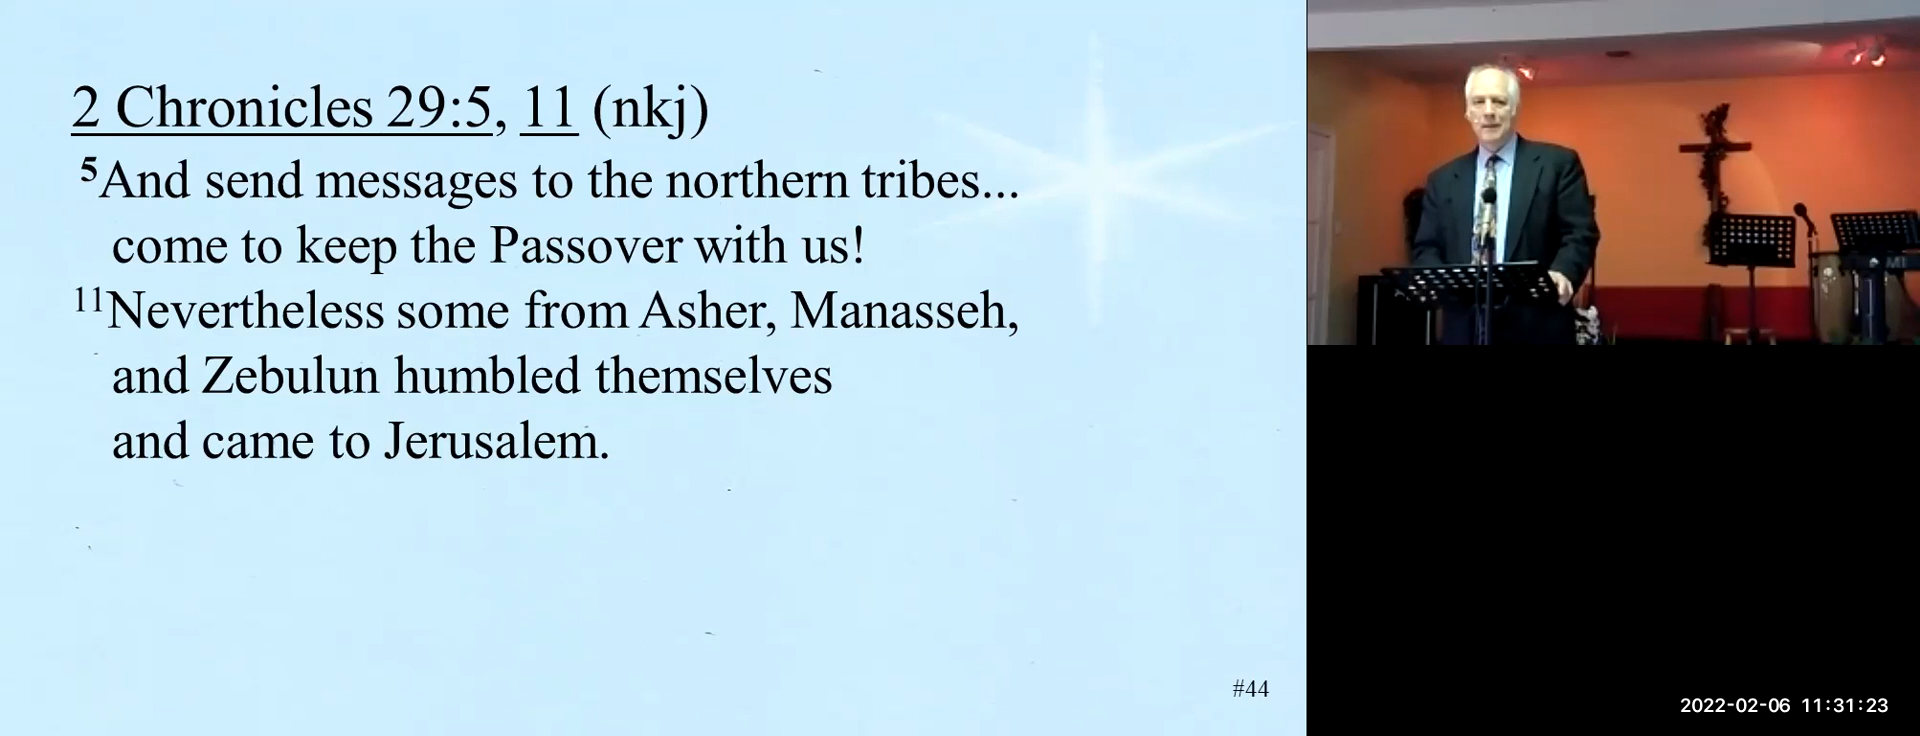 2 Chronicles 29:5, 11 (nkj)
5And send messages to the northern tribes...
come to keep the Passover with us!
11Nevertheless some from Asher, Manasseh,
and Zebulun humbled themselves
and came to Jerusalem.
#44
2022-02-06 11:31:23